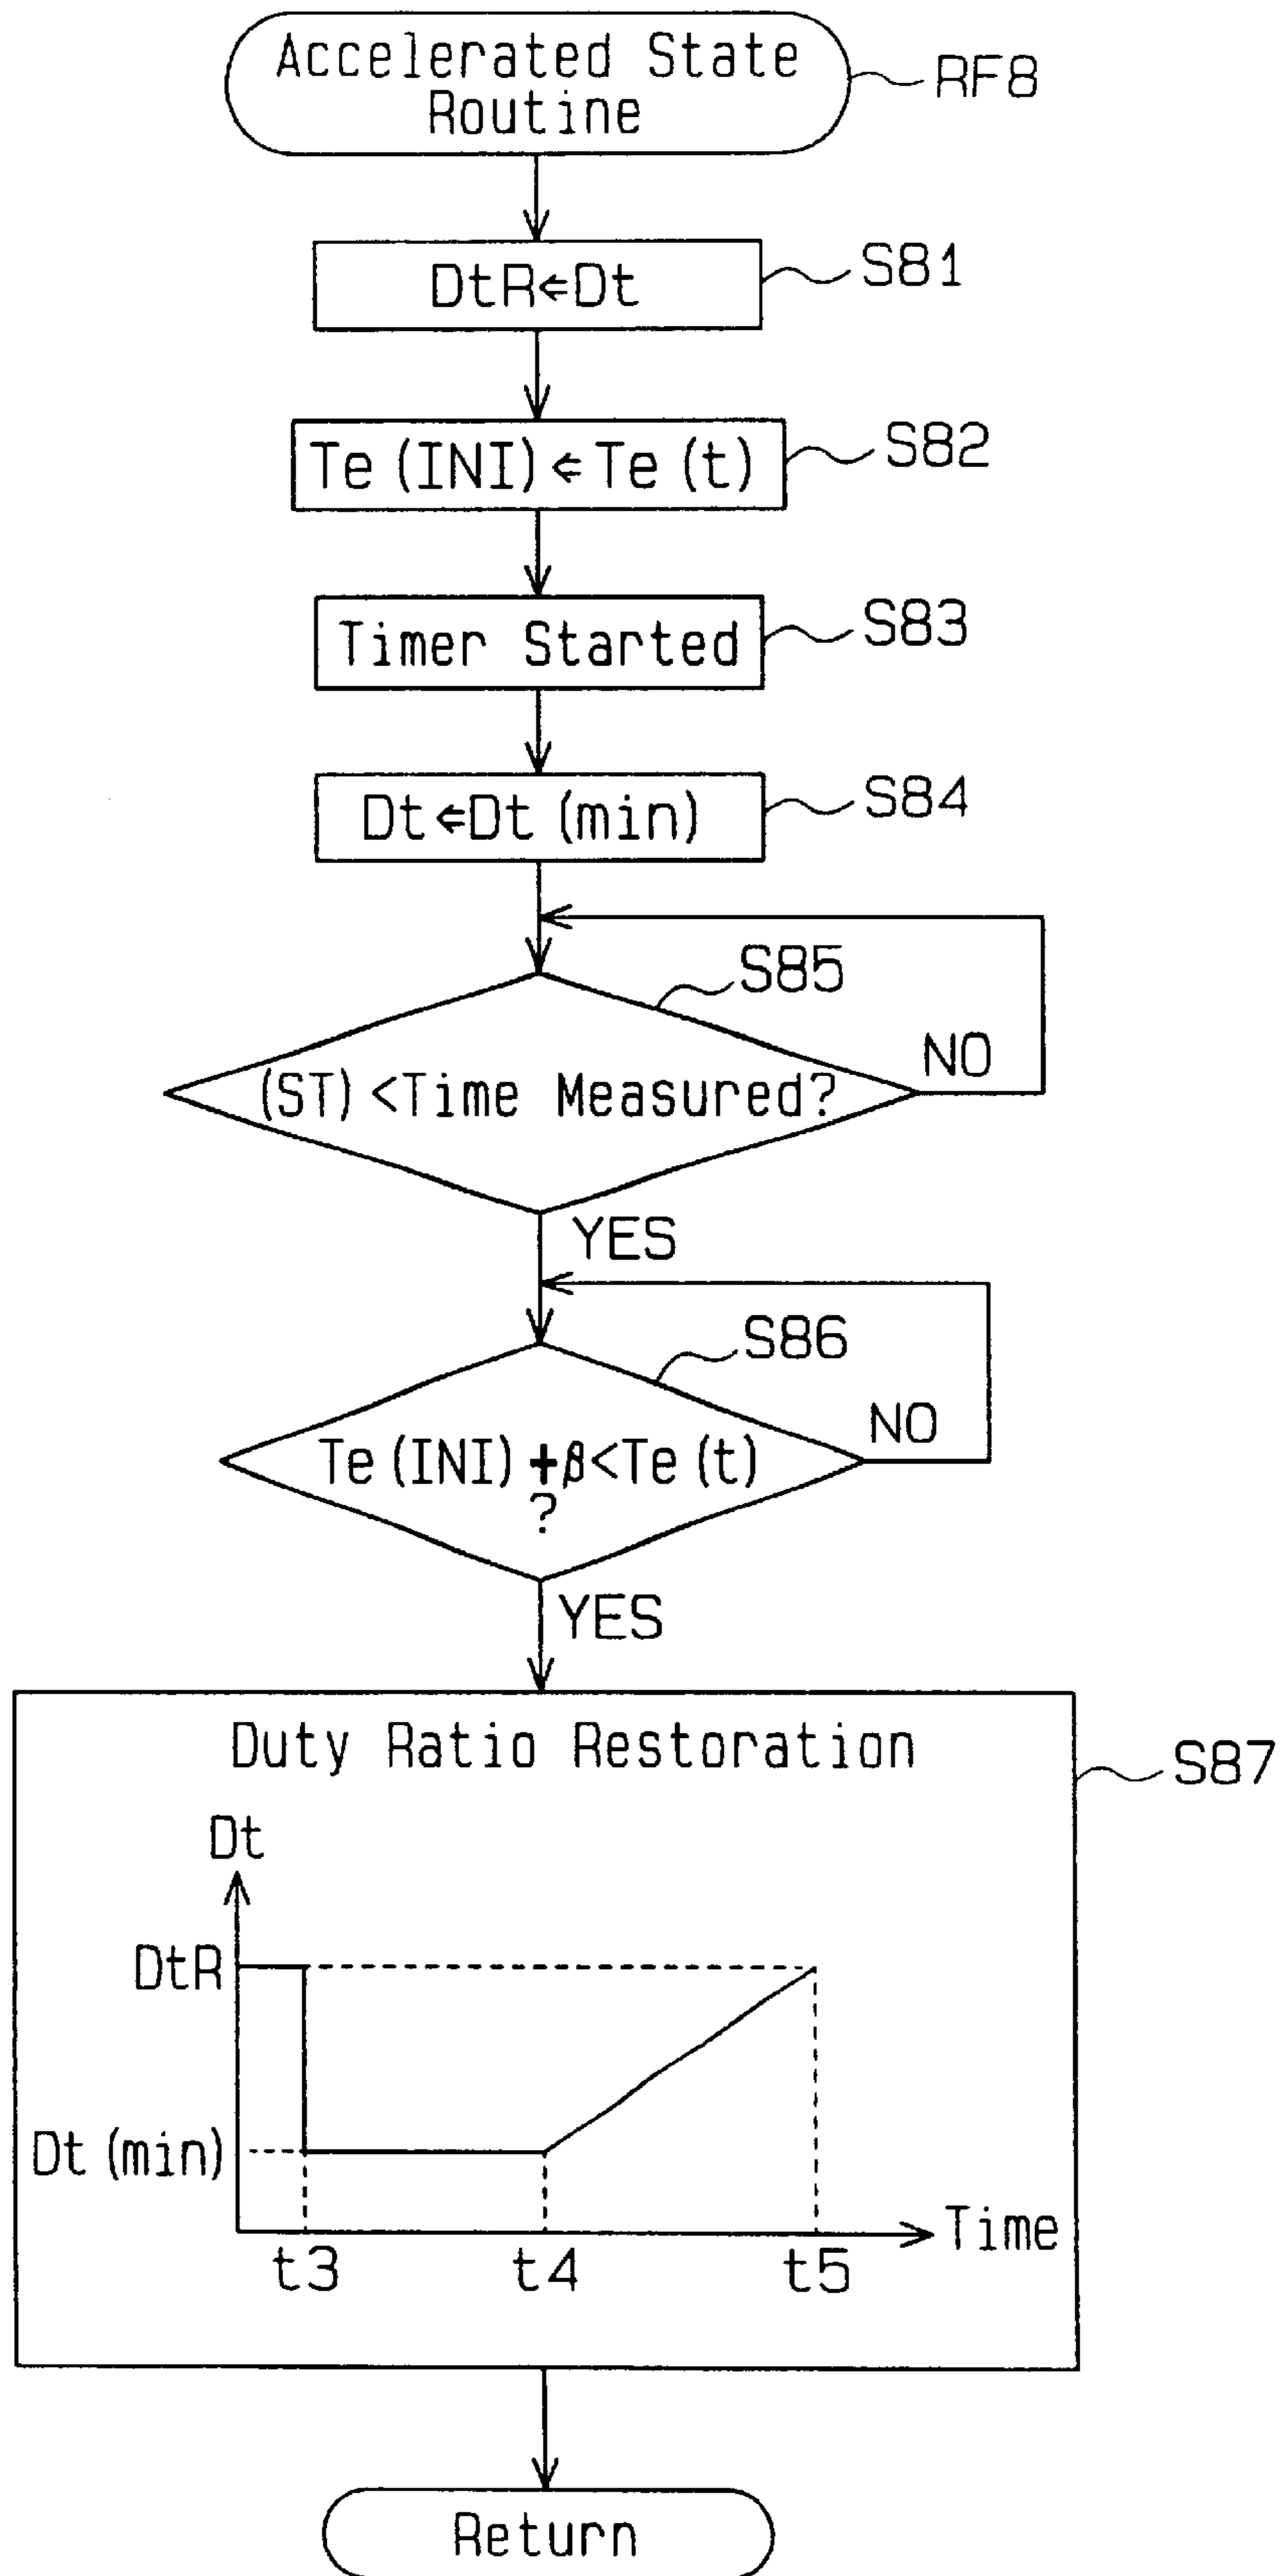 Accelerated State
Routine
RF8
DtR⇐Dt
S81
Te (INI) ⇐ Te (t)
S82
Timer Started
S83
Dt⇐Dt (min)
S84
S85
NO
(ST) <Time Measured?
YES
S86
NO
Te (INI) +β<Te (t)
?
YES
Duty Ratio Restoration
S87
Dt
DtR
Dt (min)
Time
t3 t4 t5
Return